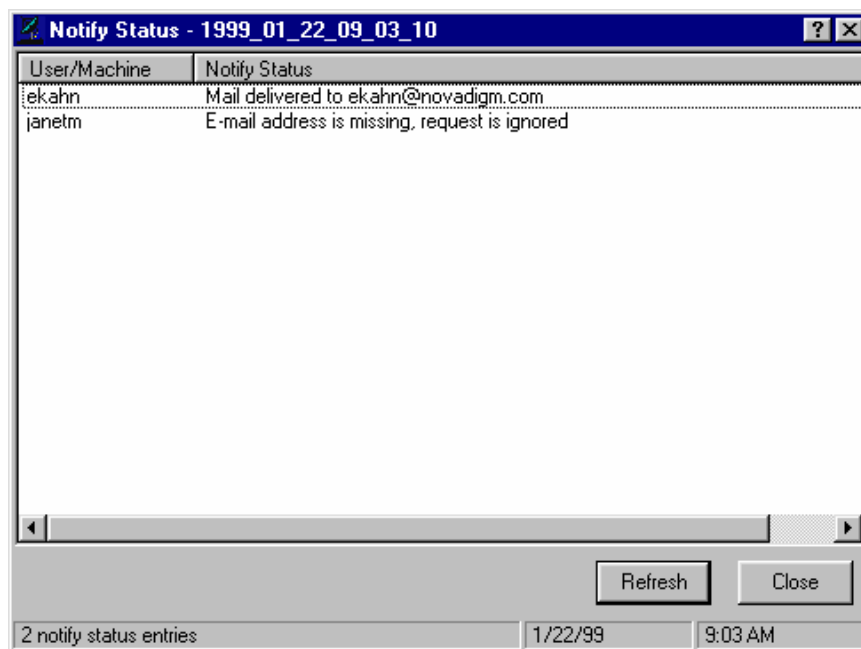 Notify Status - 1999_01_22_09_03_10
User/Machine Notify Status
ekahn Mail delivered to ekahn@novadigm.com
janetm E-mail address is missing, request is ignored
Refresh Close
2 notify status entries 1/22/99 9:03 AM